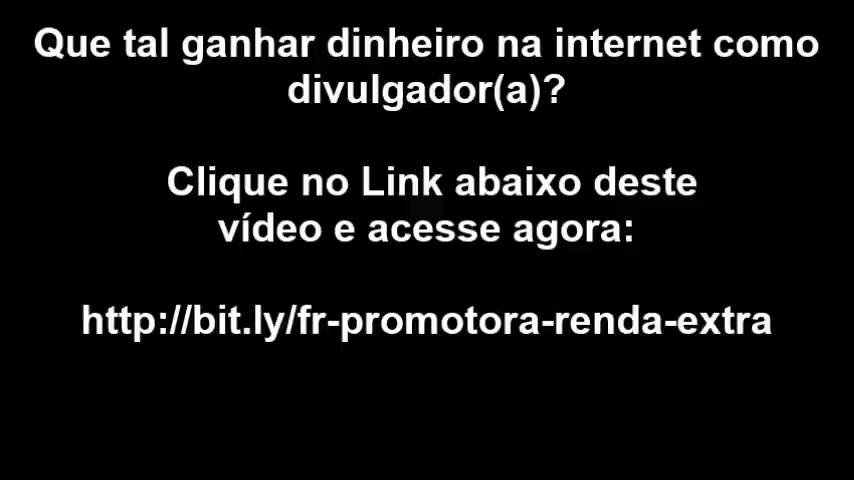 Que tal ganhar dinheiro na internet como
divulgador(a)?
Clique no Link abaixo deste
vídeo e acesse agora:
http://bit.ly/fr-promotora-renda-extra